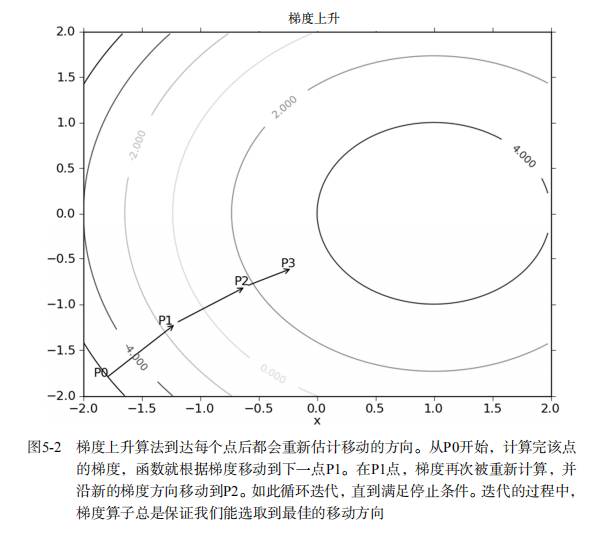 梯度上升
2.0
1.5
1.0
0.5
0.0
−0.5
−1.0
−1.5
−2.0
−2.0 −1.5 −1.0 −0.5 0.0 0.5 1.0 1.5 2.0
x
-2.000
2.000
4.000
P3
P2
P1
P0
-4.000
0.000
图5-2 梯度上升算法到达每个点后都会重新估计移动的方向。从P0开始，计算完该点
的梯度，函数就根据梯度移动到下一点P1。在P1点，梯度再次被重新计算，并
沿新的梯度方向移动到P2。如此循环迭代，直到满足停止条件。迭代的过程中，
梯度算子总是保证我们能选取到最佳的移动方向